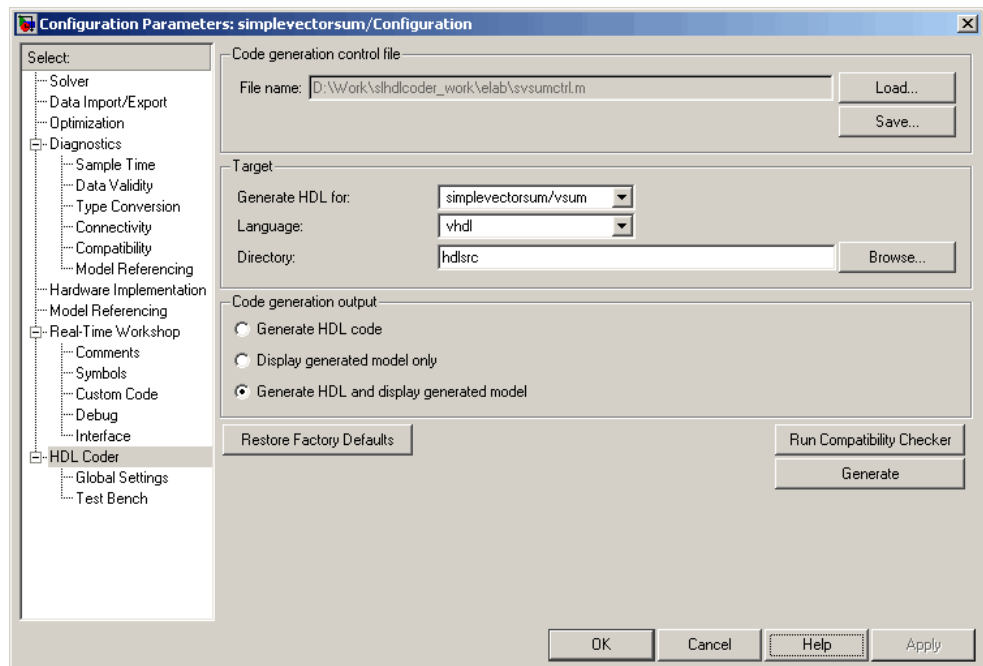 Configuration Parameters: simplevectorsum/Configuration
Select:
Solver
Data Import/Export
Optimization
Diagnostics
Sample Time
Data Validity
Type Conversion
Connectivity
Compatibility
Model Referencing
Hardware Implementation
Model Referencing
Real-Time Workshop
Comments
Symbols
Custom Code
Debug
Interface
HDL Coder
Global Settings
Test Bench
Code generation control file
File name: D:\Work\slhdlcoder_work\elab\svsumctrl.m
Load...
Save...
Target
Generate HDL for: simplevectorsum/vsum
Language: vhdl
Directory: hdlsrc
Browse...
Code generation output
Generate HDL code
Display generated model only
Generate HDL and display generated model
Restore Factory Defaults
Run Compatibility Checker
Generate
OK
Cancel
Help
Apply